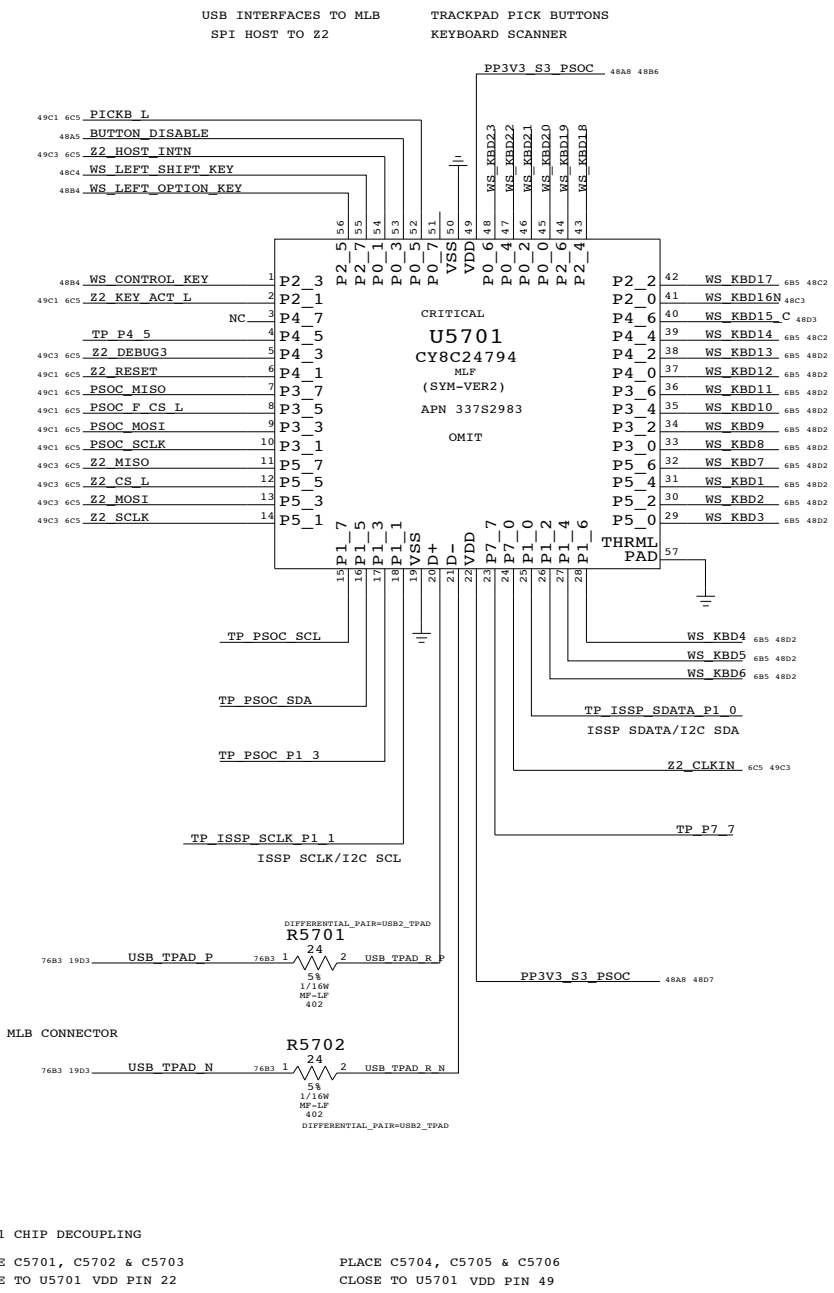 USB INTERFACES TO MLB
TRACKPAD PICK BUTTONS
SPI HOST TO Z2
KEYBOARD SCANNER
PP3V3_S3_PSOC 48A8 48B6
49C1 6C5 PICKB_L
48A5 BUTTON_DISABLE
49C3 6C5 Z2_HOST_INTN
48C4 WS_LEFT_SHIFT_KEY
48B4 WS_LEFT_OPTION_KEY
WS_KBD23
WS_KBD22
WS_KBD21
WS_KBD20
WS_KBD19
WS_KBD18
56 55 54 53 52 51 50 49 48 47 46 45 44 43
P2_5 P2_7 P0_1 P0_3 P0_5 P0_7 VSS VDD P0_6 P0_4 P0_2 P0_0 P2_6 P2_4
48B4 WS_CONTROL_KEY 1 P2_3
49C1 6C5 Z2_KEY_ACT_L 2 P2_1
NC 3 P4_7
TP_P4_5 4 P4_5
49C3 6C5 Z2_DEBUG3 5 P4_3
49C1 6C5 Z2_RESET 6 P4_1
49C1 6C5 PSOC_MISO 7 P3_7
49C1 6C5 PSOC_F_CS_L 8 P3_5
49C1 6C5 PSOC_MOSI 9 P3_3
49C1 6C5 PSOC_SCLK 10 P3_1
49C3 6C5 Z2_MISO 11 P5_7
49C3 6C5 Z2_CS_L 12 P5_5
49C3 6C5 Z2_MOSI 13 P5_3
49C3 6C5 Z2_SCLK 14 P5_1
CRITICAL
U5701
CY8C24794
MLF
(SYM-VER2)
APN 337S2983
OMIT
P2_2 42 WS_KBD17 6B5 48C2
P2_0 41 WS_KBD16N 48C3
P4_6 40 WS_KBD15_C 48D3
P4_4 39 WS_KBD14 6B5 48C2
P4_2 38 WS_KBD13 6B5 48D2
P4_0 37 WS_KBD12 6B5 48D2
P3_6 36 WS_KBD11 6B5 48D2
P3_4 35 WS_KBD10 6B5 48D2
P3_2 34 WS_KBD9 6B5 48D2
P3_0 33 WS_KBD8 6B5 48D2
P5_6 32 WS_KBD7 6B5 48D2
P5_4 31 WS_KBD1 6B5 48D2
P5_2 30 WS_KBD2 6B5 48D2
P5_0 29 WS_KBD3 6B5 48D2
THRML
PAD 57
P1_7 P1_5 P1_3 P1_1 VSS D+ D- VDD P7_7 P7_0 P1_0 P1_2 P1_4 P1_6
15 16 17 18 19 20 21 22 23 24 25 26 27 28
TP_PSOC_SCL
WS_KBD4 6B5 48D2
WS_KBD5 6B5 48D2
WS_KBD6 6B5 48D2
TP_PSOC_SDA
TP_ISSP_SDATA_P1_0
ISSP SDATA/I2C SDA
TP_PSOC_P1_3
Z2_CLKIN 6C5 49C3
TP_P7_7
TP_ISSP_SCLK_P1_1
ISSP SCLK/I2C SCL
DIFFERENTIAL_PAIR=USB2_TPAD
R5701
24
76B3 19D3 USB_TPAD_P 76B3 1 2 USB_TPAD_R_P
5%
1/16W
MF-LF
402
PP3V3_S3_PSOC 48A8 48D7
MLB CONNECTOR
R5702
24
76B3 19D3 USB_TPAD_N 76B3 1 2 USB_TPAD_R_N
5%
1/16W
MF-LF
402
DIFFERENTIAL_PAIR=USB2_TPAD
1 CHIP DECOUPLING
E C5701, C5702 & C5703
PLACE C5704, C5705 & C5706
E TO U5701 VDD PIN 22
CLOSE TO U5701 VDD PIN 49